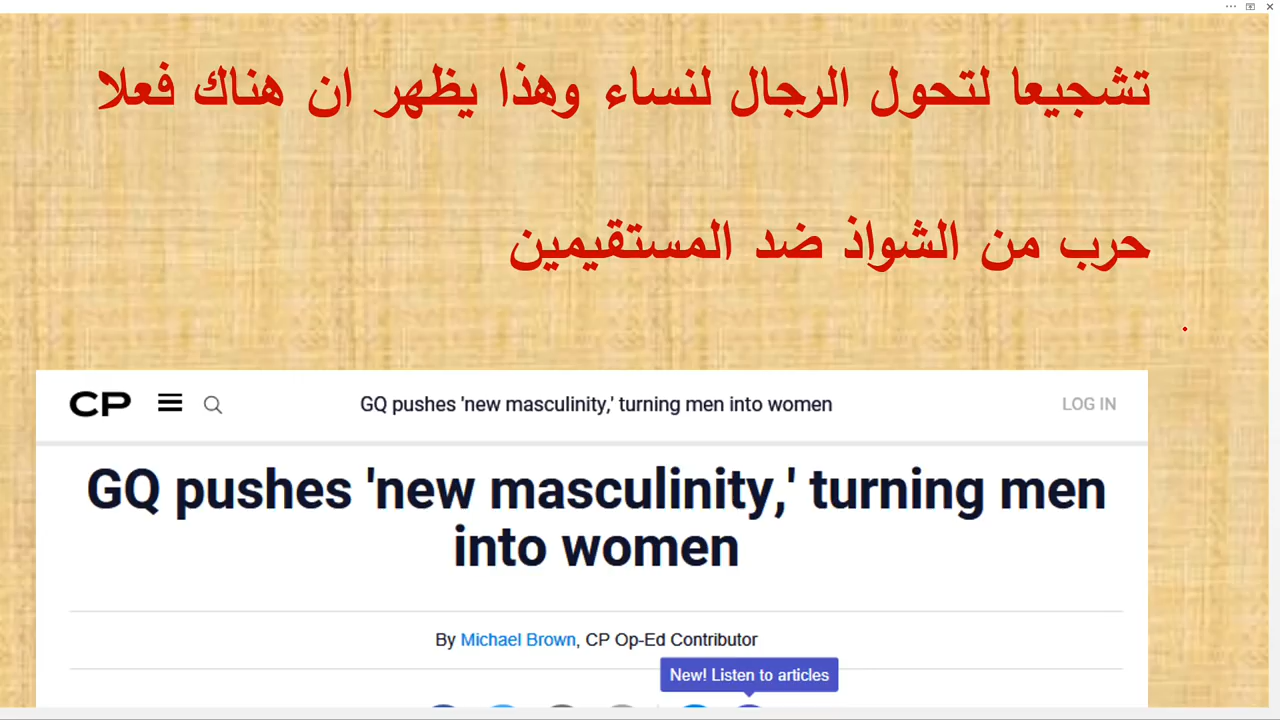 تشجيعا لتحول الرجال لنساء وهذا يظهر ان هناك فعلا
حرب من الشواذ ضد المستقيمين
.
CP GQ pushes 'new masculinity,' turning men into women LOG IN
GQ pushes 'new masculinity,' turning men
into women
By Michael Brown, CP Op-Ed Contributor
New! Listen to articles